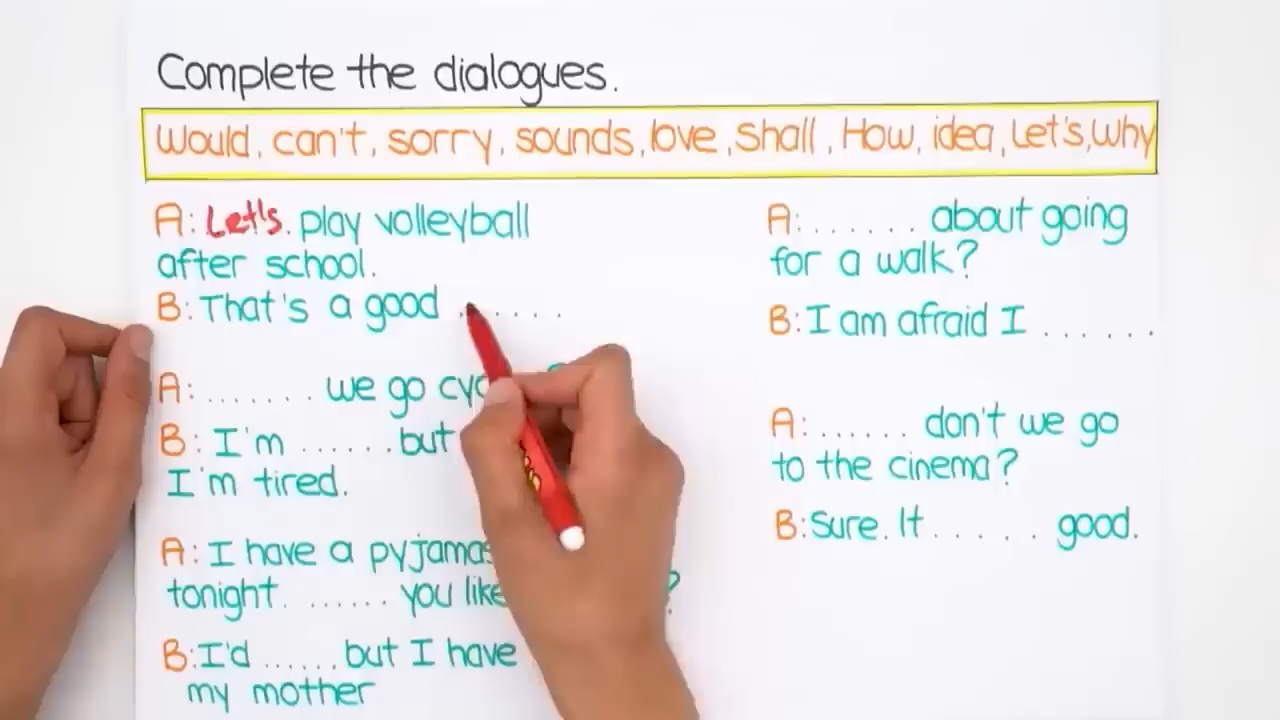 Complete the dialogues.
Would, can't, sorry, sounds, love, Shall, How, idea, Let's, Why
A: Let's. play volleyball
after school.
B: That's a good ......
A: ....... we go
B: I'm ...... but
I'm tired.
A: I have a pyjamas
tonight. ...... you like ?
B: I'd ...... but I have
my mother
A: ....... about going
for a walk?
B: I am afraid I ......
A: ...... don't we go
to the cinema?
B: Sure. It ...... good.